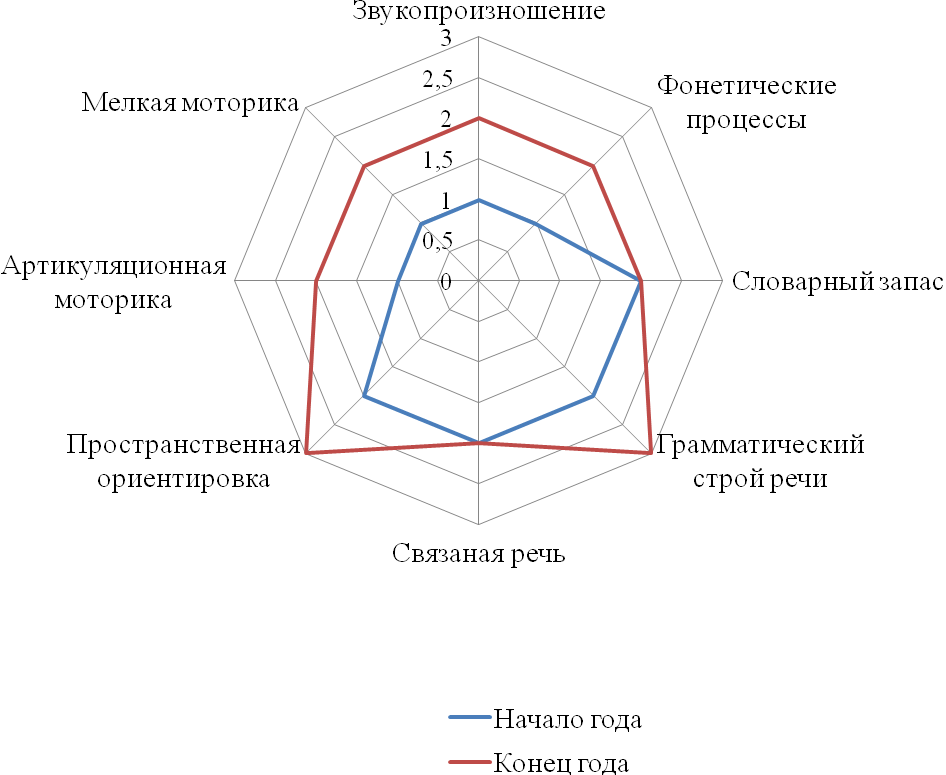 Звукопроизношение
3
2,5
2
1,5
1
0,5
0
Фонетические
процессы
Словарный запас
Грамматический
строй речи
Связаная речь
Пространственная
ориентировка
Артикуляционная
моторика
Мелкая моторика
Начало года
Конец года